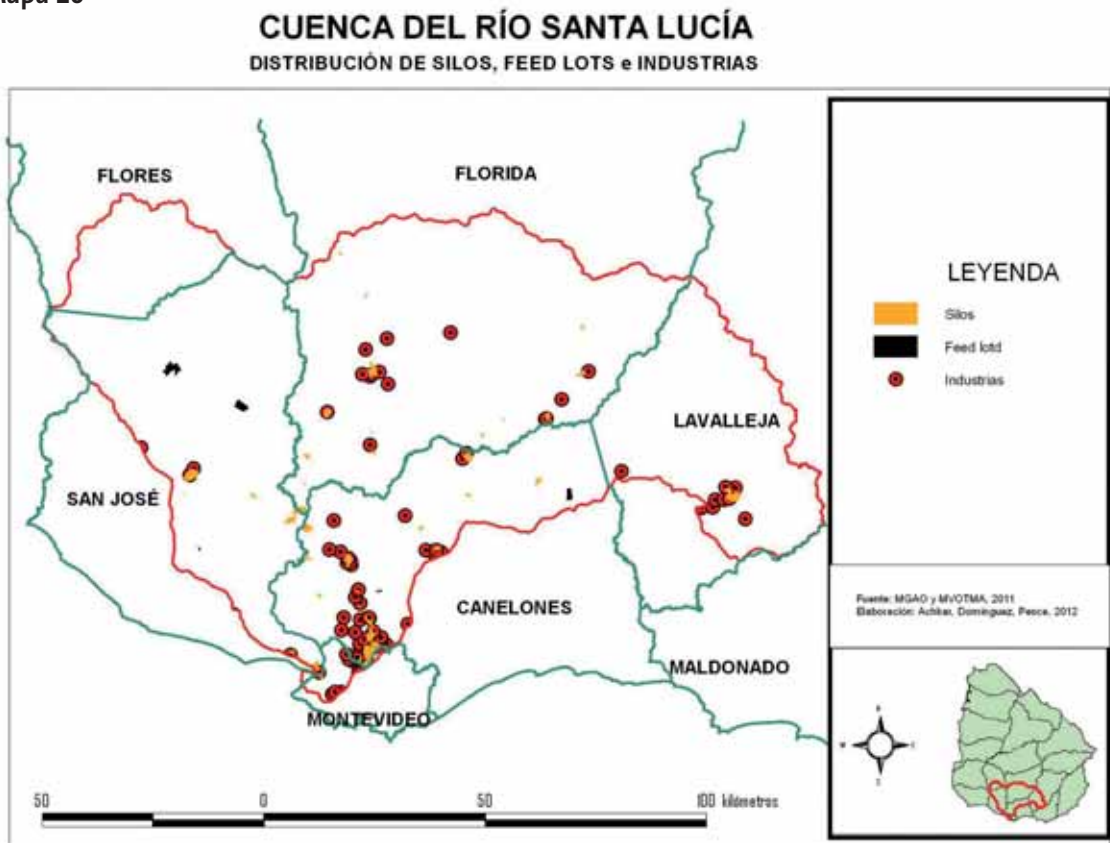 CUENCA DEL RÍO SANTA LUCÍA
DISTRIBUCIÓN DE SILOS, FEED LOTS e INDUSTRIAS
FLORES
FLORIDA
LAVALLEJA
SAN JOSÉ
CANELONES
MALDONADO
MONTEVIDEO
50 0 50 100 kilómetros
LEYENDA
Silos
Feed lotd
Industrias
Fuente: MGAO y MVOTMA, 2011
Elaboración: Achkar, Domínguez, Pesce, 2012